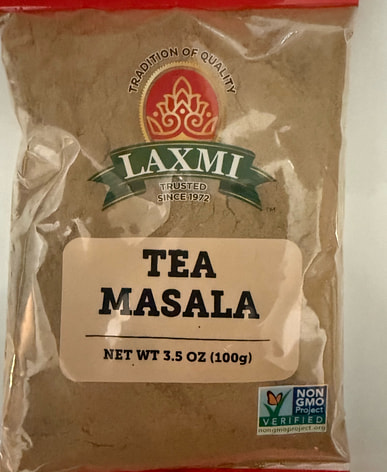 TRADITION OF QUALITY
LAXMI
TRUSTED
SINCE 1972
™
TEA
MASALA
NET WT 3.5 OZ (100g)
NON
GMO
Project
VERIFIED
nongmoproject.org